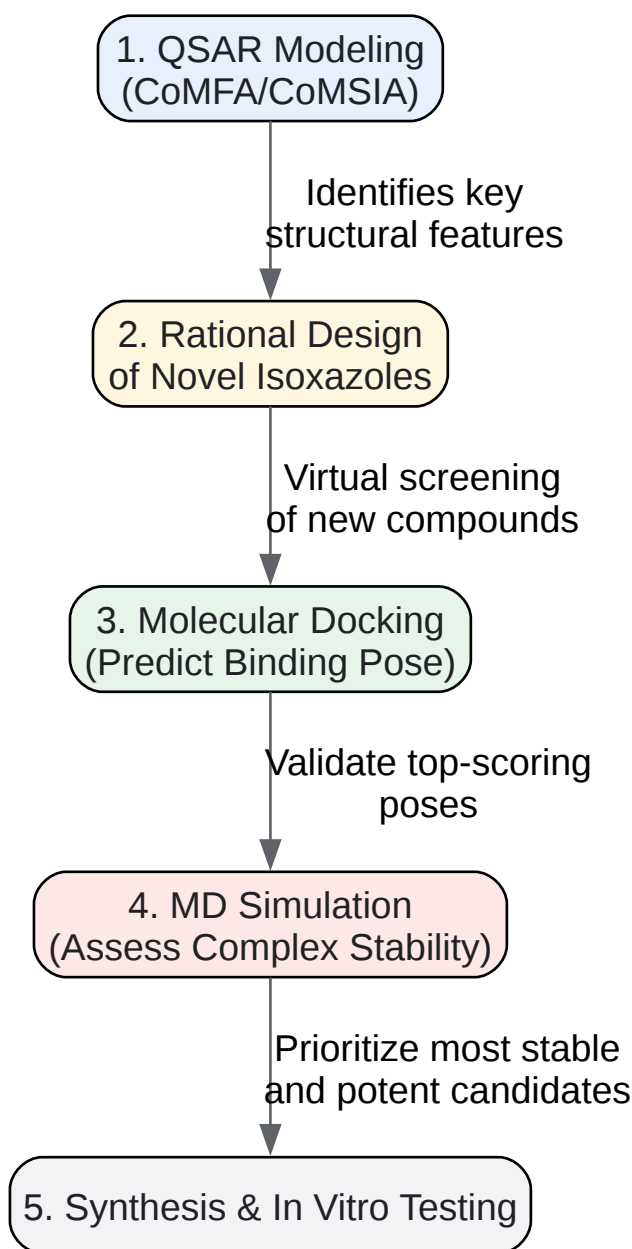 1. QSAR Modeling
(CoMFA/CoMSIA)
Identifies key
structural features
2. Rational Design
of Novel Isoxazoles
Virtual screening
of new compounds
3. Molecular Docking
(Predict Binding Pose)
Validate top-scoring
poses
4. MD Simulation
(Assess Complex Stability)
Prioritize most stable
and potent candidates
5. Synthesis & In Vitro Testing